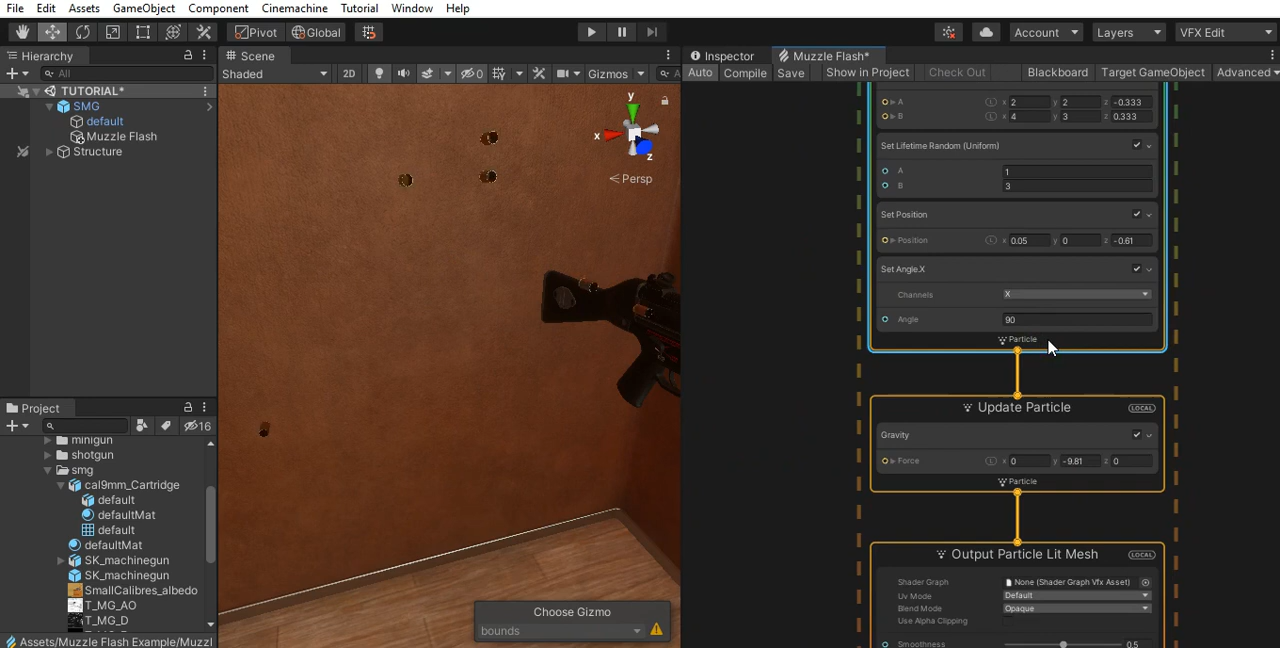 File Edit Assets GameObject Component Cinemachine Tutorial Window Help
Pivot Global Account Layers VFX Edit
Hierarchy Scene Inspector Muzzle Flash*
All Shaded 2D 0 Gizmos Auto Compile Save Show in Project Check Out Blackboard Target GameObject Advanced
TUTORIAL*
SMG
default
Muzzle Flash
Structure
y
x
z
Persp
Choose Gizmo
bounds
A L x 2 y 2 z -0.333
B L x 4 y 3 z 0.333
Set Lifetime Random (Uniform)
A 1
B 3
Set Position
Position L x 0.05 y 0 z -0.61
Set Angle.X
Channels X
Angle 90
Particle
Update Particle LOCAL
Gravity
Force L x 0 y -9.81 z 0
Particle
Output Particle Lit Mesh LOCAL
Shader Graph None (Shader Graph Vfx Asset)
Uv Mode Default
Blend Mode Opaque
Use Alpha Clipping
Smoothness 0.5
Project
16
minigun
shotgun
smg
cal9mm_Cartridge
default
defaultMat
default
defaultMat
SK_machinegun
SK_machinegun
SmallCalibres_albedo
T_MG_AO
T_MG_D
Assets/Muzzle Flash Example/Muzzl